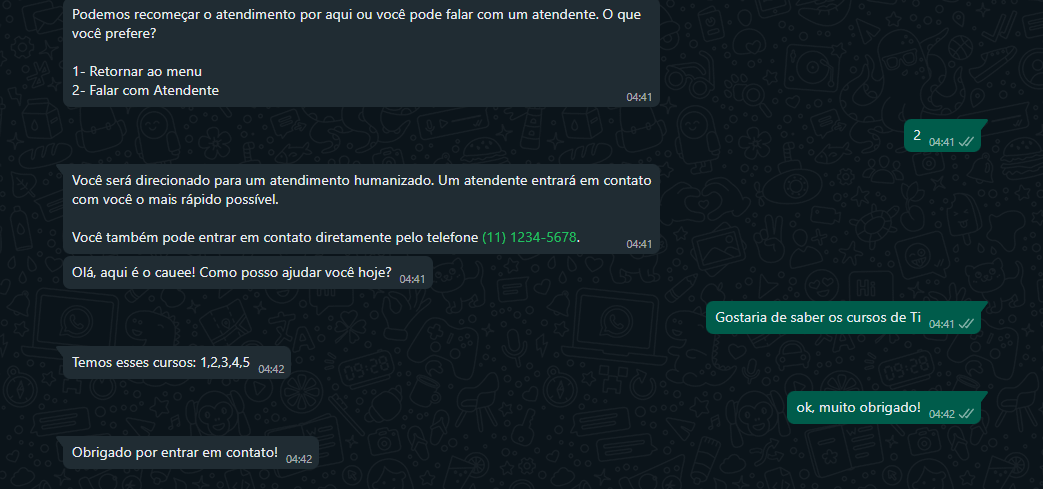 Podemos recomeçar o atendimento por aqui ou você pode falar com um atendente. O que
você prefere?
1- Retornar ao menu
2- Falar com Atendente
04:41
2 04:41
Você será direcionado para um atendimento humanizado. Um atendente entrará em contato
com você o mais rápido possível.
Você também pode entrar em contato diretamente pelo telefone (11) 1234-5678.
04:41
Olá, aqui é o cauee! Como posso ajudar você hoje? 04:41
Gostaria de saber os cursos de Ti 04:41
Temos esses cursos: 1,2,3,4,5 04:42
ok, muito obrigado! 04:42
Obrigado por entrar em contato! 04:42